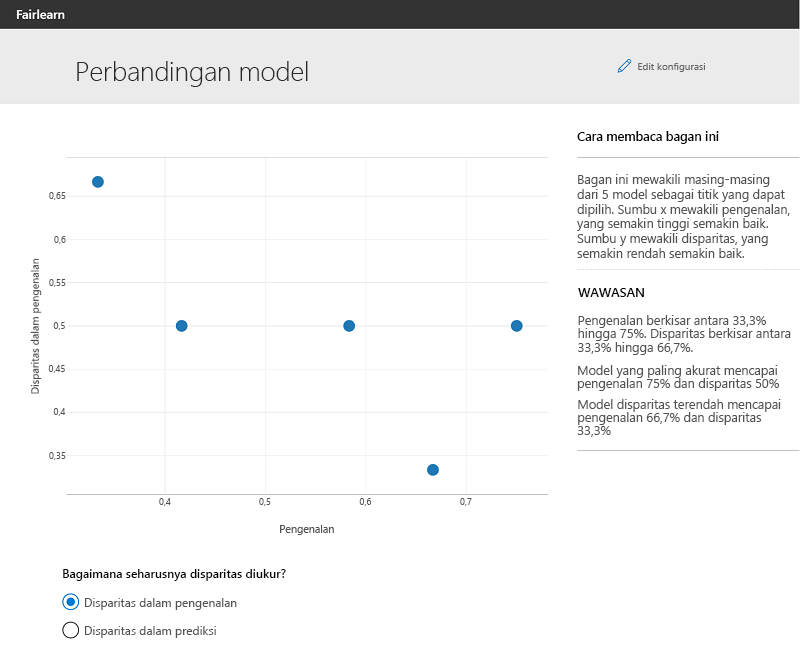 Fairlearn
Perbandingan model
Edit konfigurasi
Disparitas dalam pengenalan
0,65
0,6
0,55
0,5
0,45
0,4
0,35
0,4
0,5
0,6
0,7
Pengenalan
Cara membaca bagan ini
Bagan ini mewakili masing-masing
dari 5 model sebagai titik yang dapat
dipilih. Sumbu x mewakili pengenalan,
yang semakin tinggi semakin baik.
Sumbu y mewakili disparitas, yang
semakin rendah semakin baik.
WAWASAN
Pengenalan berkisar antara 33,3%
hingga 75%. Disparitas berkisar antara
33,3% hingga 66,7%.
Model yang paling akurat mencapai
pengenalan 75% dan disparitas 50%
Model disparitas terendah mencapai
pengenalan 66,7% dan disparitas
33,3%
Bagaimana seharusnya disparitas diukur?
Disparitas dalam pengenalan
Disparitas dalam prediksi